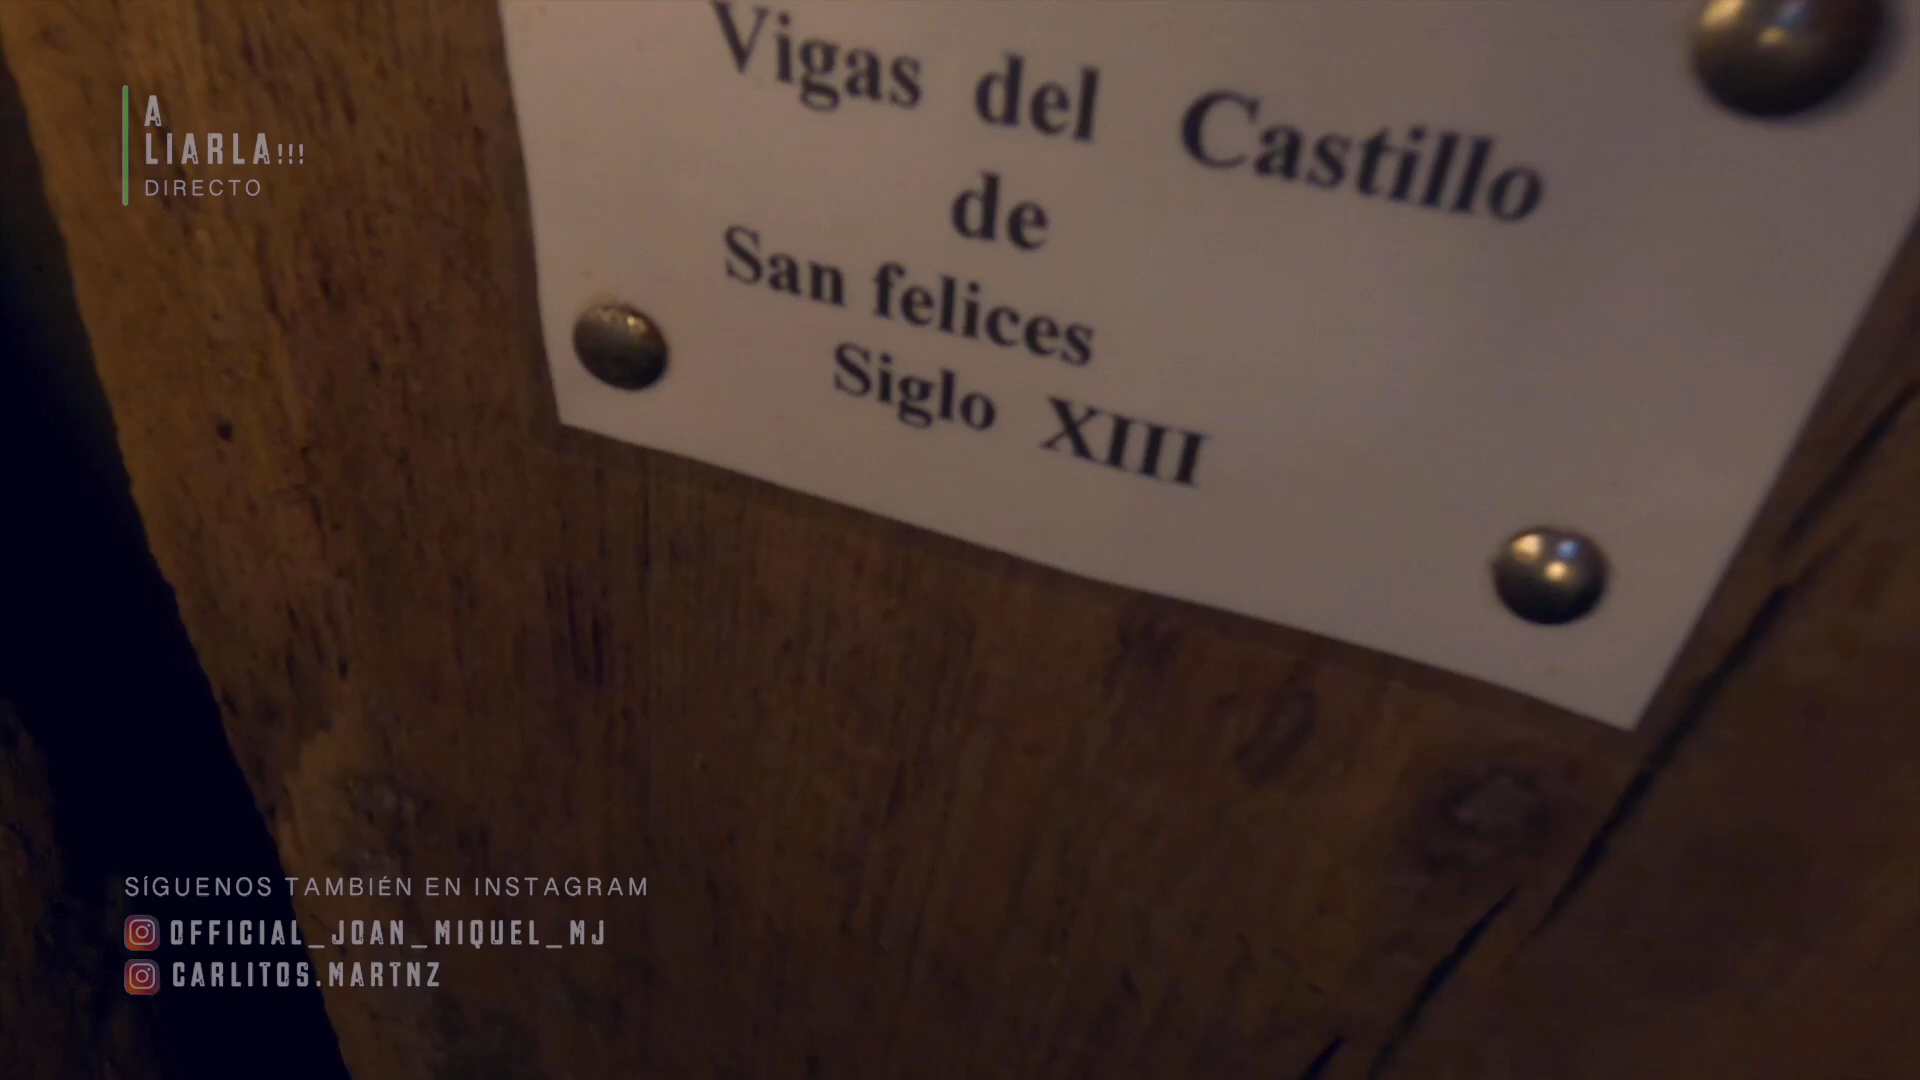 Vigas del Castillo
de
San felices
Siglo XIII
A
LIARLA!!!
DIRECTO
SÍGUENOS TAMBIÉN EN INSTAGRAM
OFFICIAL_JOAN_MIQUEL_MJ
CARLITOS.MARTNZ